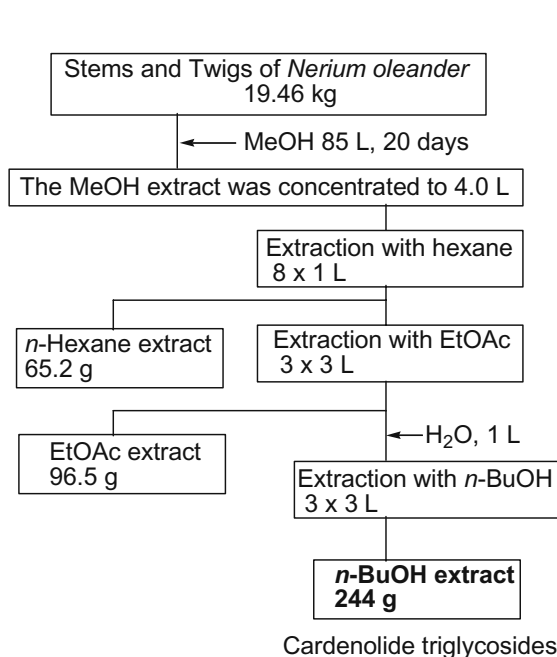 Stems and Twigs of Nerium oleander
19.46 kg
MeOH 85 L, 20 days
The MeOH extract was concentrated to 4.0 L
Extraction with hexane
8 x 1 L
n-Hexane extract
65.2 g
Extraction with EtOAc
3 x 3 L
EtOAc extract
96.5 g
H₂O, 1 L
Extraction with n-BuOH
3 x 3 L
n-BuOH extract
244 g
Cardenolide triglycosides